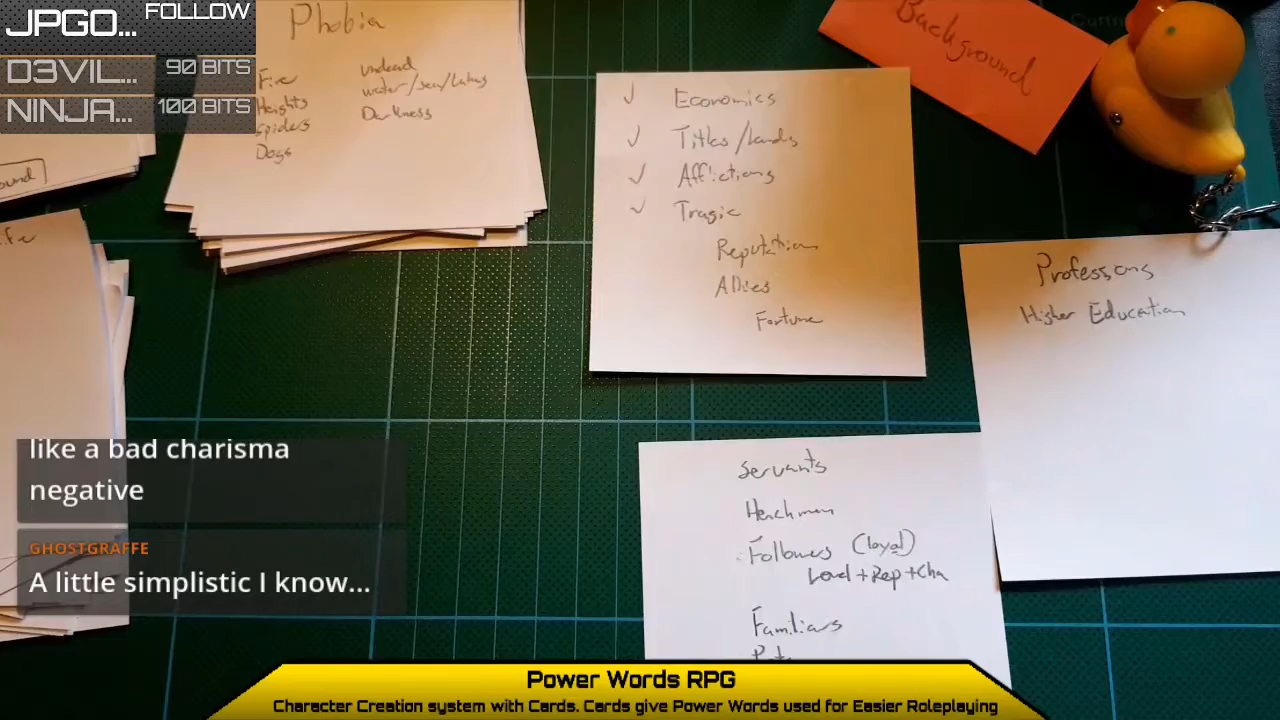 JPGO...
FOLLOW
D3VIL...
90 BITS
NINJA...
100 BITS
Phobia
Fire
Heights
Spiders
Dogs
undead
water/sea/lakes
Darkness
Background
✓ Economics
✓ Titles/lands
✓ Afflictions
✓ Tragic
Reputation
Allies
Fortune
Professions
Higher Education
Servants
Henchmen
Followers (loyal)
Level + Rep + Cha
Familiars
like a bad charisma
negative
GHOSTGRAFFE
A little simplistic I know...
Power Words RPG
Character Creation system with Cards. Cards give Power Words used for Easier Roleplaying